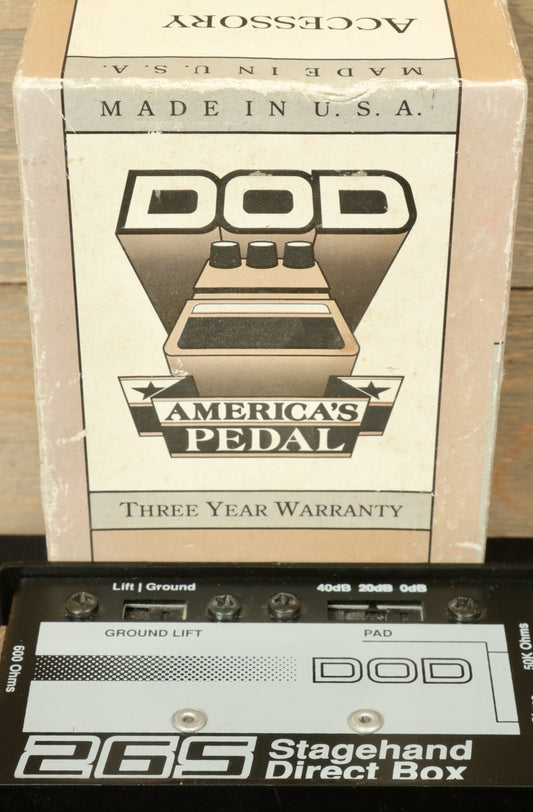 ACCESSORY
MADE IN U.S.A.
MADE IN U.S.A.
DOD
AMERICA'S
PEDAL
THREE YEAR WARRANTY
Lift | Ground
40dB 20dB 0dB
GROUND LIFT
PAD
600 Ohms
50K Ohms
DOD
265 Stagehand
Direct Box